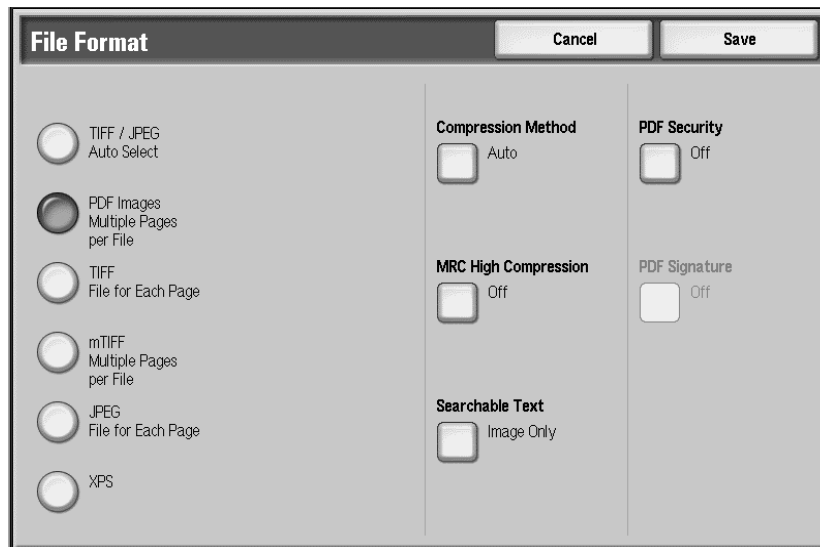 File Format
Cancel
Save
TIFF / JPEG
Auto Select
PDF Images
Multiple Pages
per File
TIFF
File for Each Page
mTIFF
Multiple Pages
per File
JPEG
File for Each Page
XPS
Compression Method
Auto
MRC High Compression
Off
Searchable Text
Image Only
PDF Security
Off
PDF Signature
Off